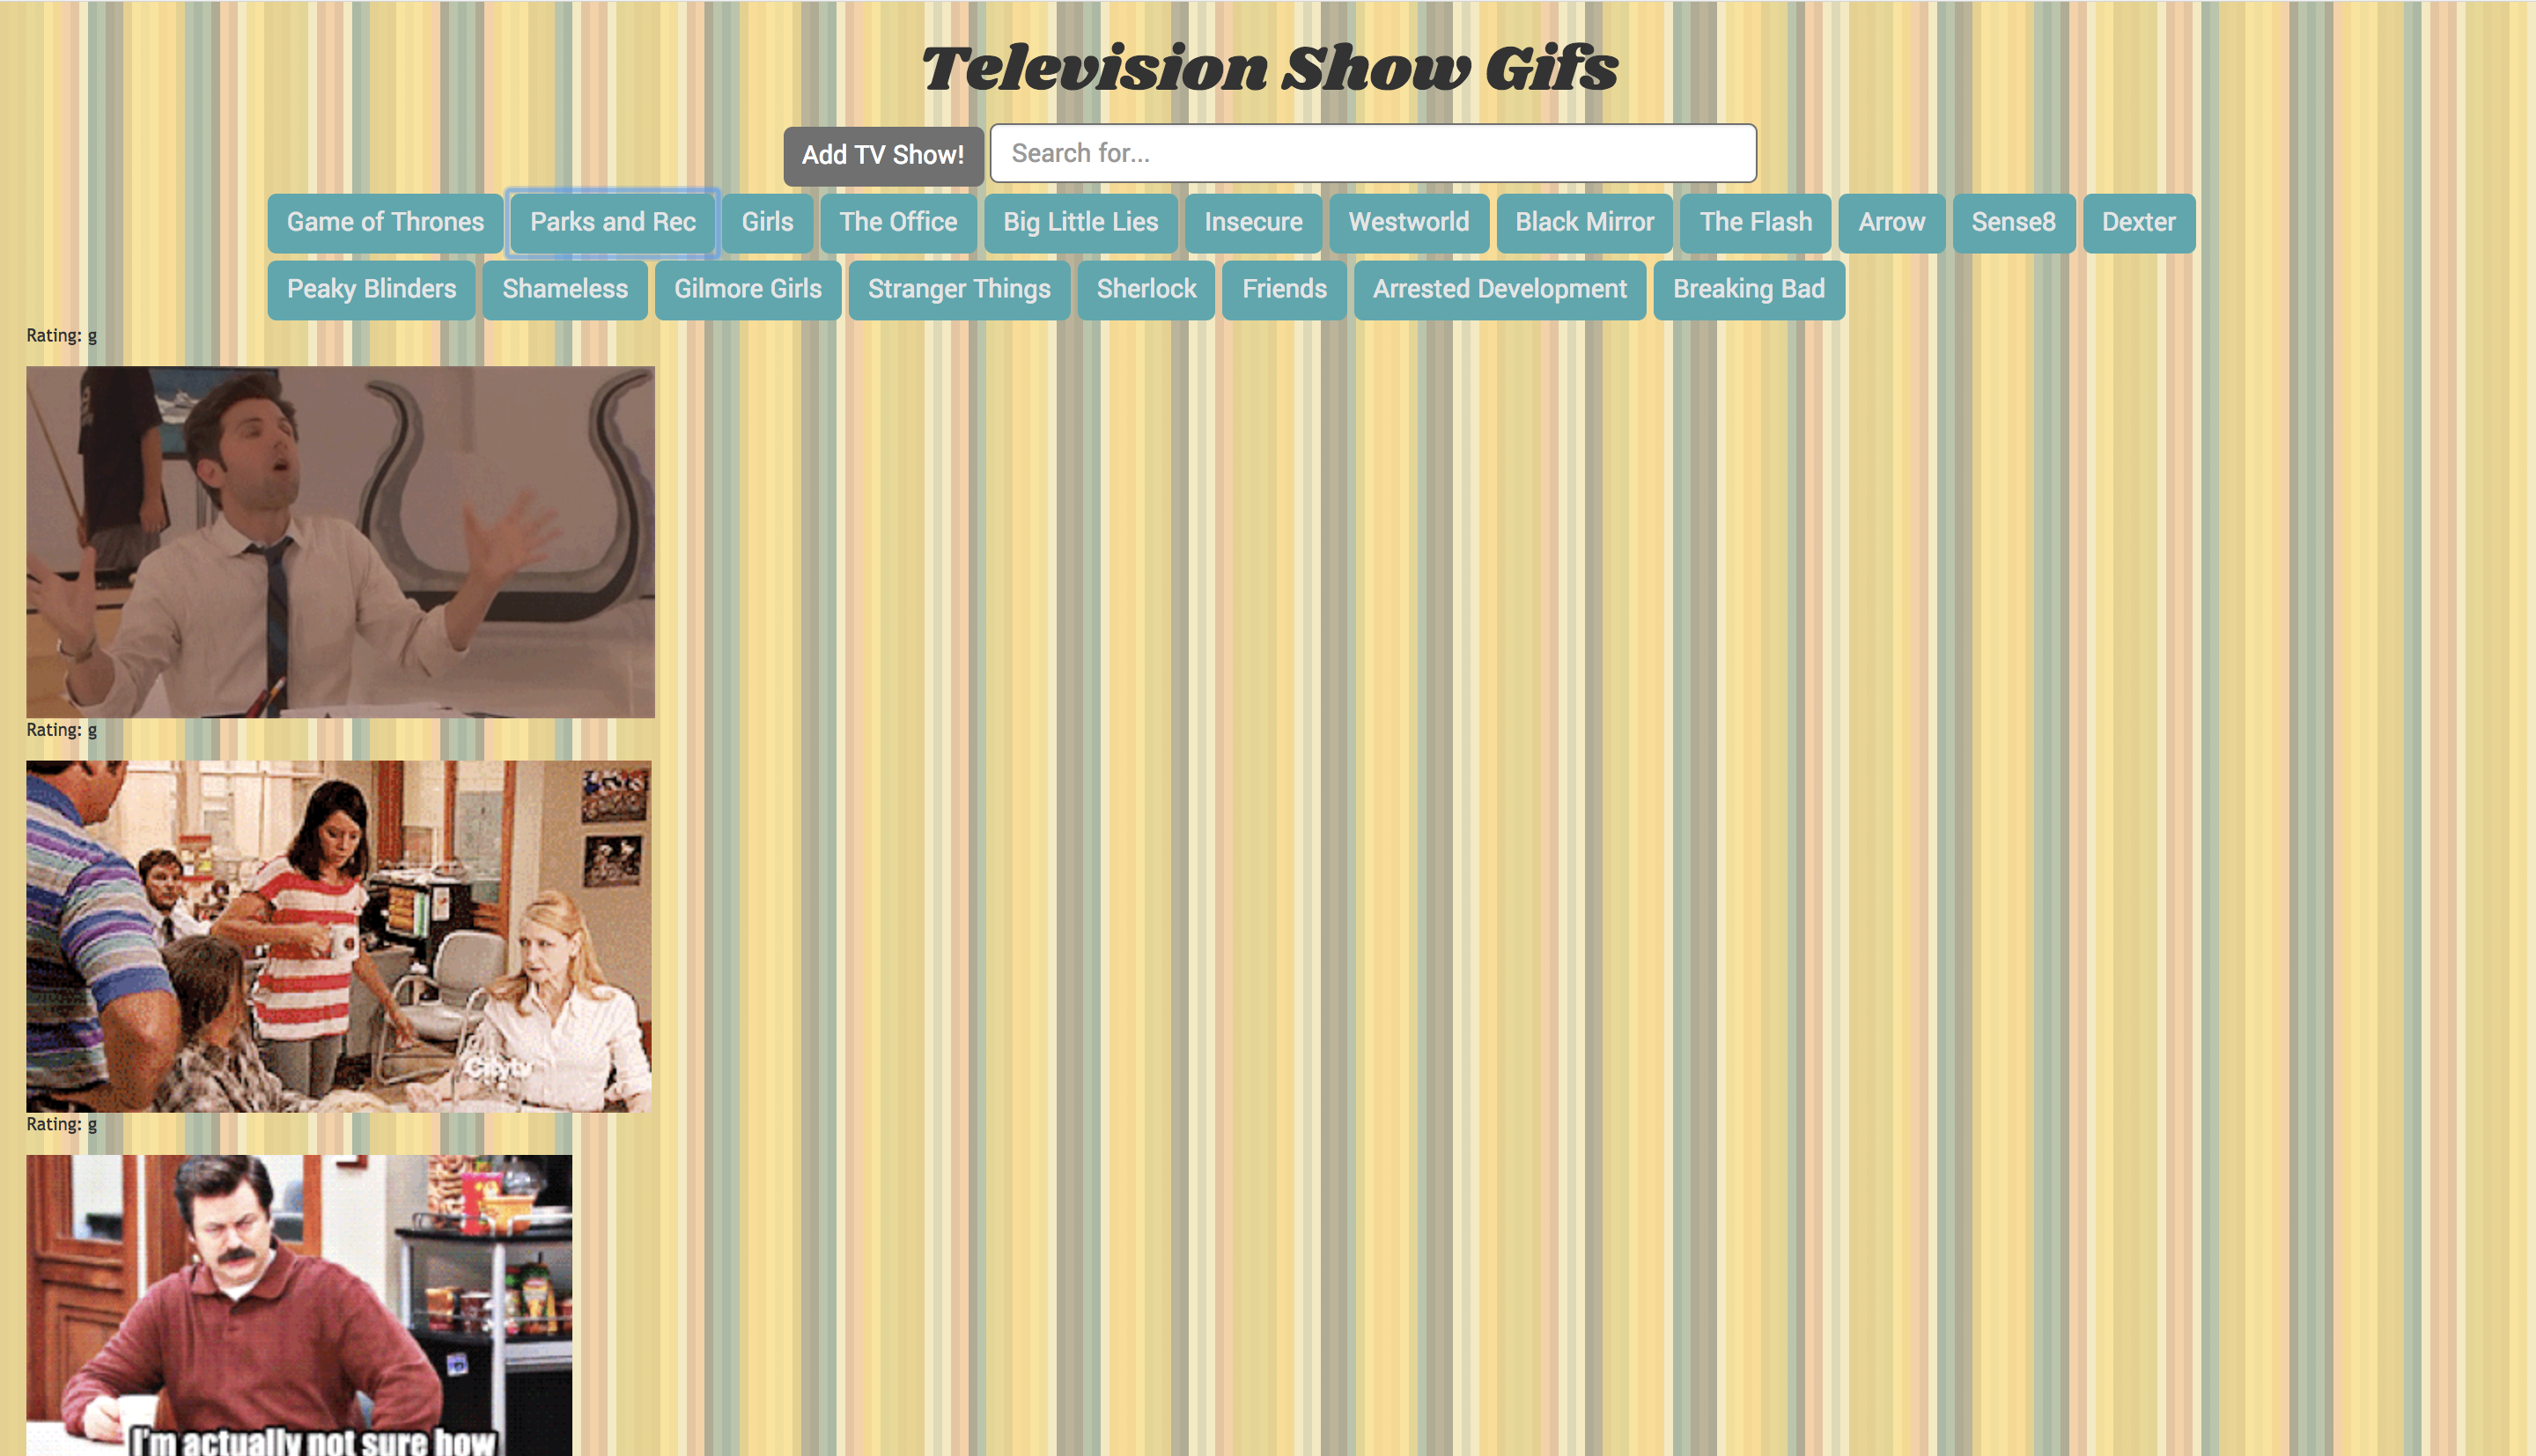 Television Show Gifs
Add TV Show! Search for...
Game of Thrones Parks and Rec Girls The Office Big Little Lies Insecure Westworld Black Mirror The Flash Arrow Sense8 Dexter
Peaky Blinders Shameless Gilmore Girls Stranger Things Sherlock Friends Arrested Development Breaking Bad
Rating: g
Rating: g
Citytv
Rating: g
I'm actually not sure how